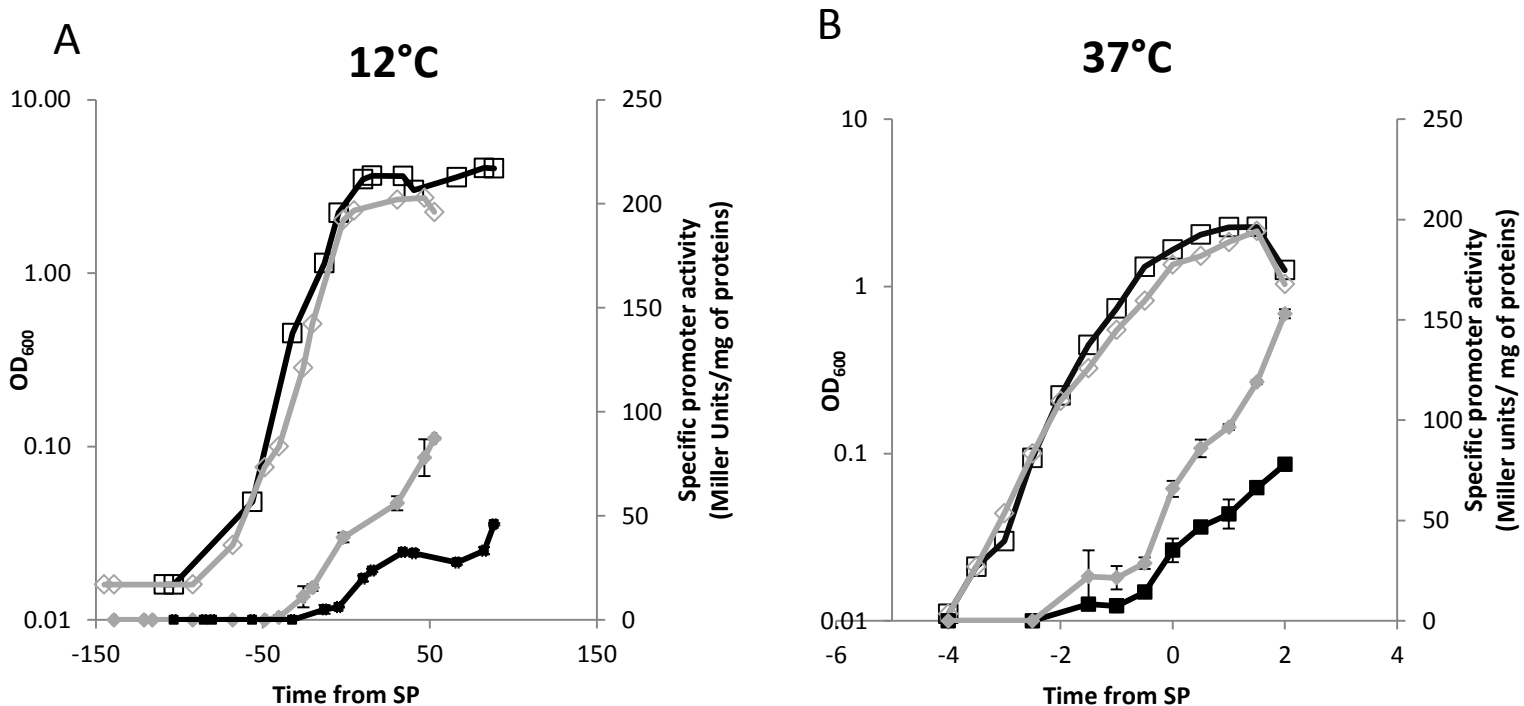 A
12°C
10.00
1.00
0.10
0.01
OD600
250
200
150
100
50
0
Specific promoter activity
(Miller Units/mg of proteins)
-150
-50
50
150
Time from SP
B
37°C
10
1
0.1
0.01
OD600
250
200
150
100
50
0
Specific promoter activity
(Miller units/ mg of proteins)
-6
-4
-2
0
2
4
Time from SP